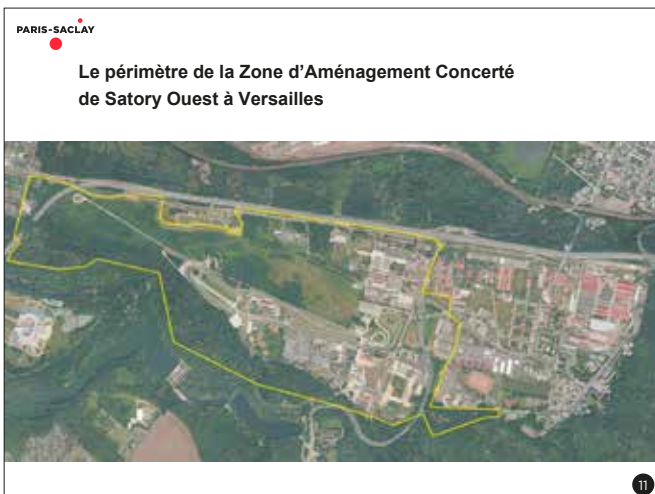 PARIS-SACLAY
Le périmètre de la Zone d'Aménagement Concerté
de Satory Ouest à Versailles
11